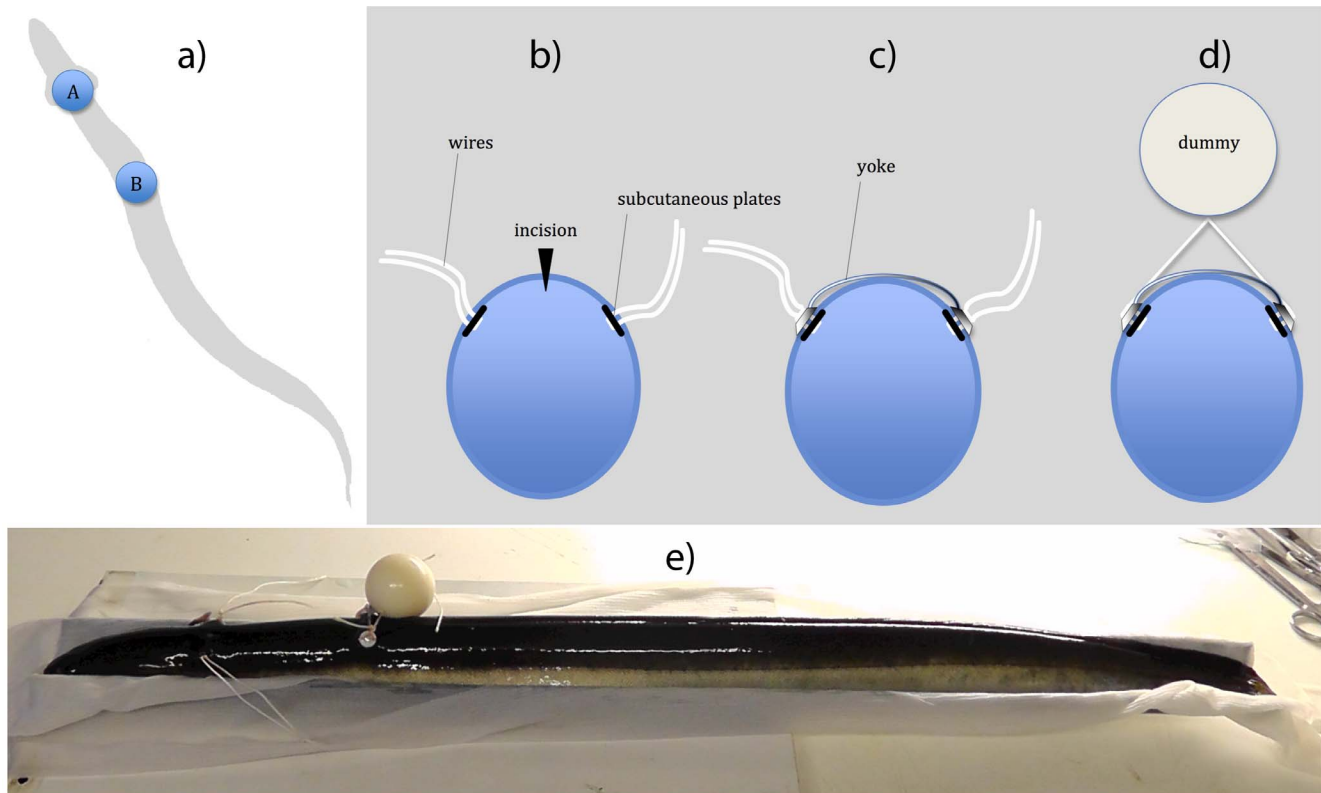 a)
A
B
b)
wires
incision
subcutaneous plates
c)
yoke
d)
dummy
e)